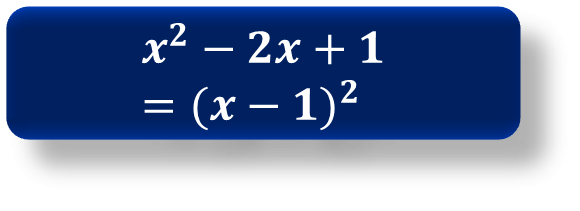 x² − 2x + 1
= (x − 1)²